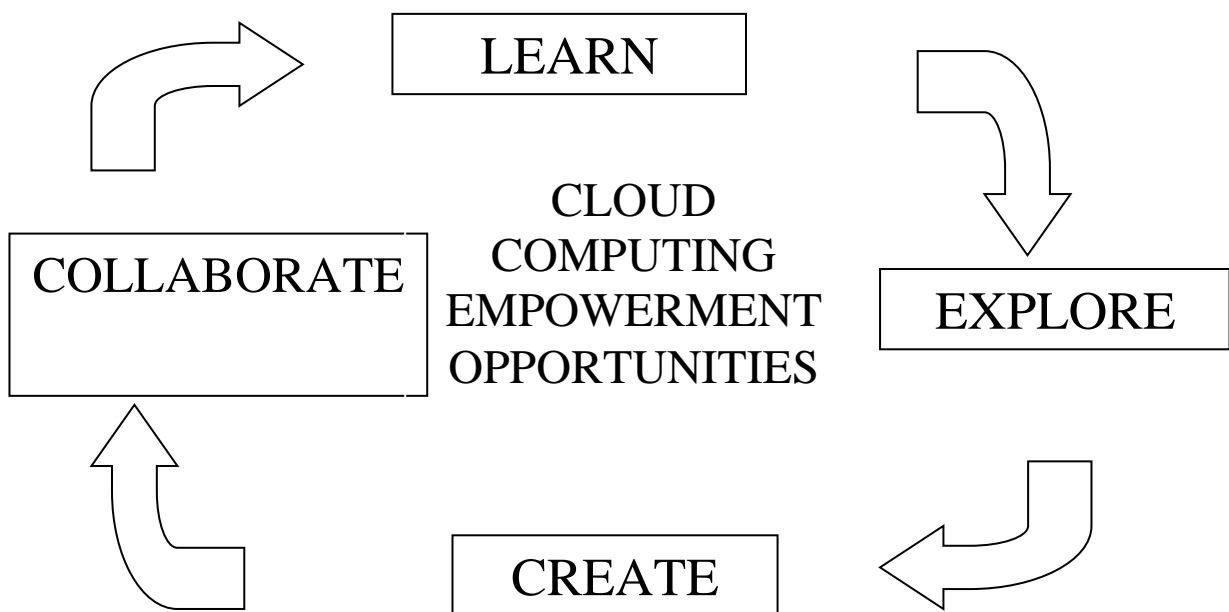 LEARN
CLOUD
COMPUTING
EMPOWERMENT
OPPORTUNITIES
COLLABORATE
EXPLORE
CREATE